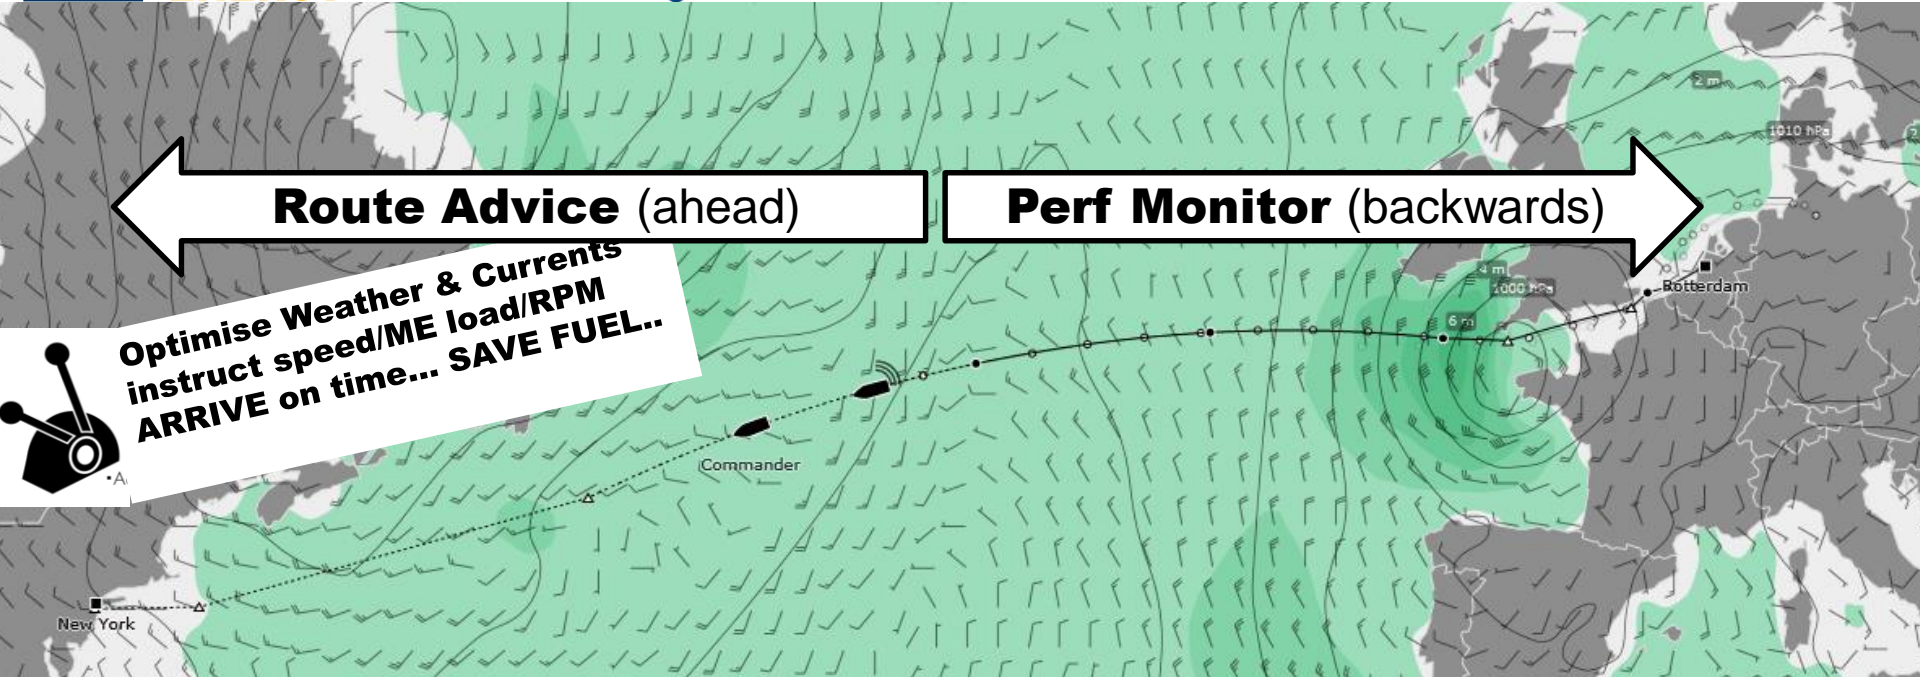 2 m
1010 hPa
2
Route Advice (ahead)
Perf Monitor (backwards)
Optimise Weather & Currents
instruct speed/ME load/RPM
ARRIVE on time... SAVE FUEL..
4 m
1000 hPa
Rotterdam
6 m
Commander
A
New York